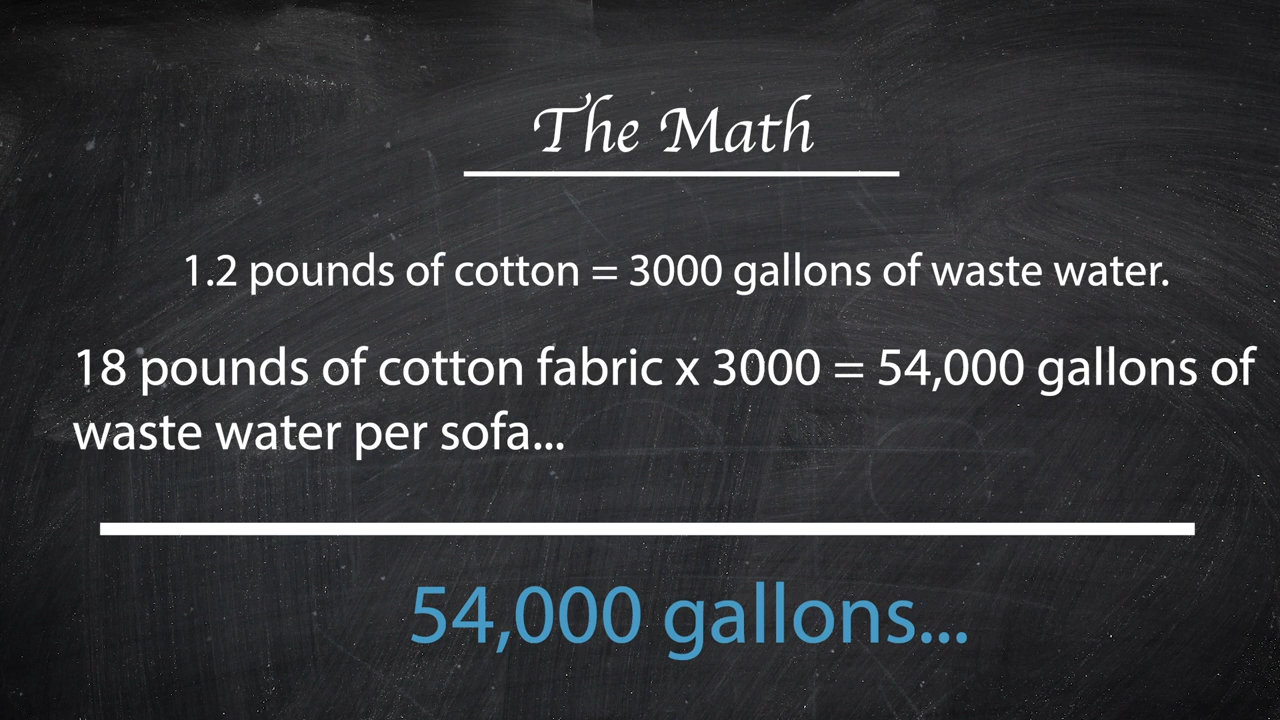 The Math
1.2 pounds of cotton = 3000 gallons of waste water.
18 pounds of cotton fabric x 3000 = 54,000 gallons of
waste water per sofa...
54,000 gallons...